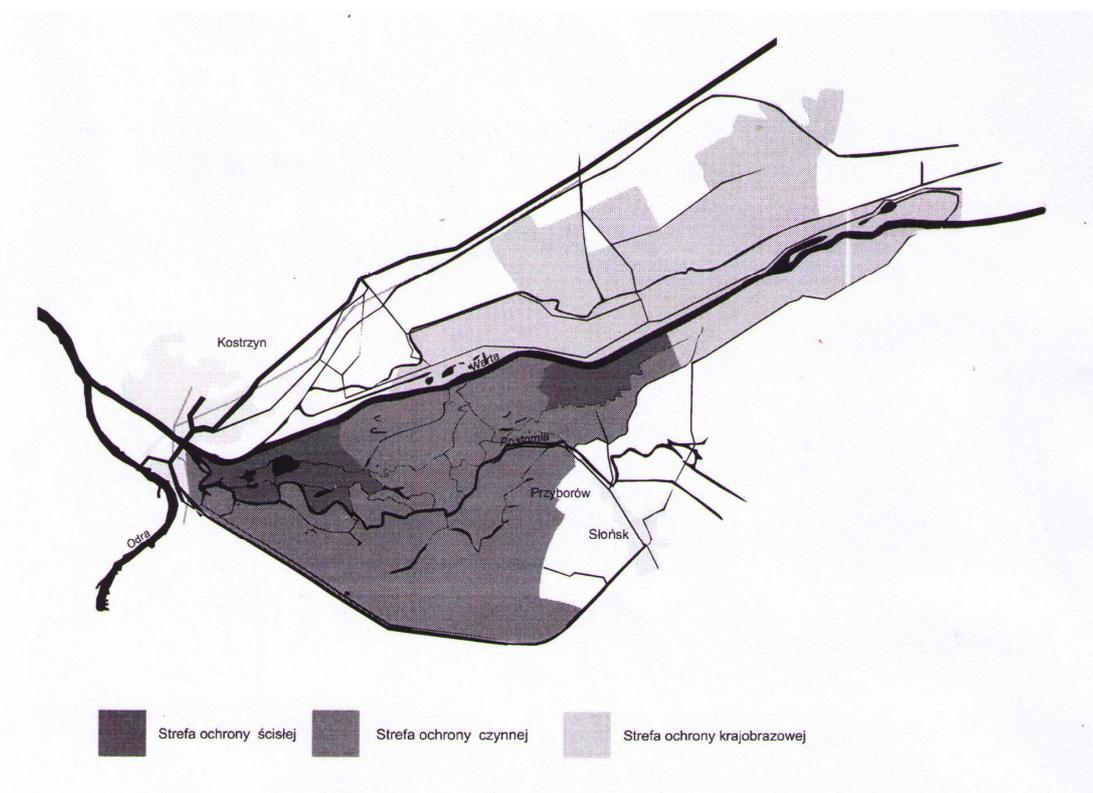 Kostrzyn
Warta
Postomia
Przyborów
Słońsk
Odra
Strefa ochrony ścisłej
Strefa ochrony czynnej
Strefa ochrony krajobrazowej